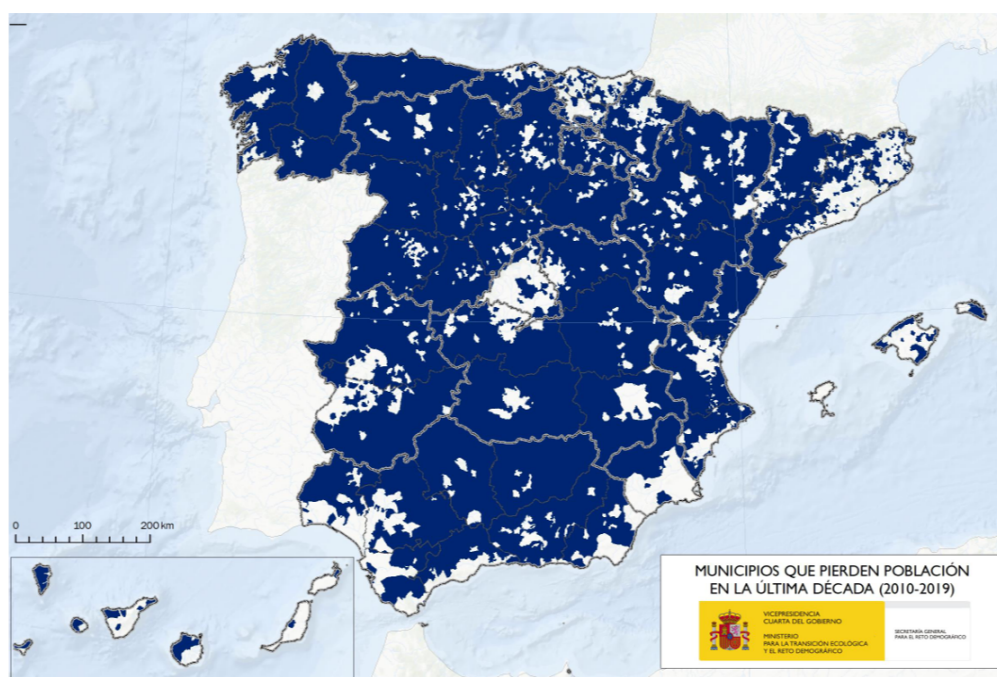 0 100 200 km
MUNICIPIOS QUE PIERDEN POBLACIÓN
EN LA ÚLTIMA DÉCADA (2010-2019)
VICEPRESIDENCIA
CUARTA DEL GOBIERNO
MINISTERIO
PARA LA TRANSICIÓN ECOLÓGICA
Y EL RETO DEMOGRÁFICO
SECRETARÍA GENERAL
PARA EL RETO DEMOGRÁFICO